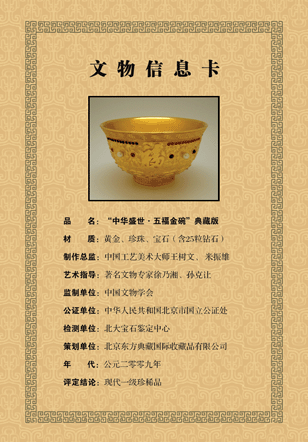 文物信息卡
品　　名：“中华盛世·五福金碗”典藏版
材　　质：黄金、珍珠、宝石（含25粒钻石）
制作总监：中国工艺美术大师王树文、米振雄
艺术指导：著名文物专家徐乃湘、孙克让
监制单位：中国文物学会
公证单位：中华人民共和国北京市国立公证处
检测单位：北大宝石鉴定中心
策划单位：北京东方典藏国际收藏品有限公司
年　　代：公元二零零九年
评定结论：现代一级珍稀品